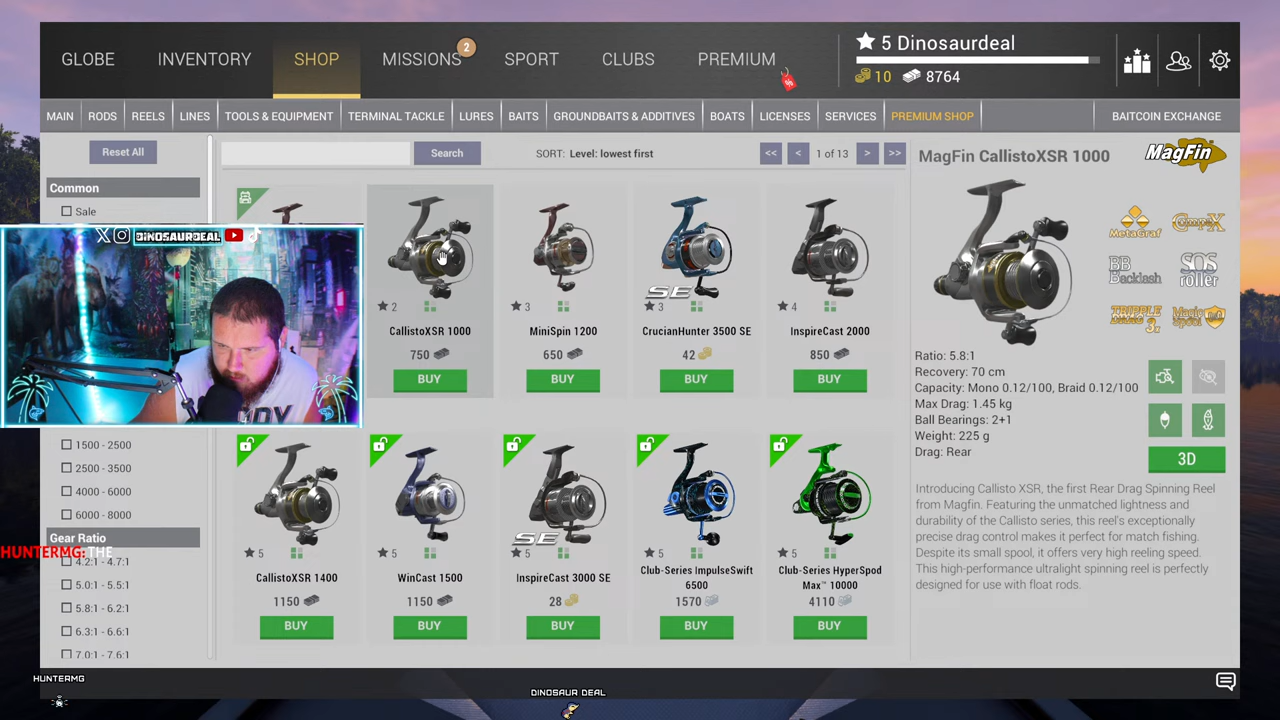 GLOBE
INVENTORY
SHOP
MISSIONS
2
SPORT
CLUBS
PREMIUM
%
5 Dinosaurdeal
10 8764
MAIN
RODS
REELS
LINES
TOOLS & EQUIPMENT
TERMINAL TACKLE
LURES
BAITS
GROUNDBAITS & ADDITIVES
BOATS
LICENSES
SERVICES
PREMIUM SHOP
BAITCOIN EXCHANGE
Reset All
Search
SORT: Level: lowest first
<<
<
1 of 13
>
>>
Common
Sale
DINOSAURDEAL
1500 - 2500
2500 - 3500
4000 - 6000
6000 - 8000
Gear Ratio
HUNTERMG: THE
4.2:1 - 4.7:1
5.0:1 - 5.5:1
5.8:1 - 6.2:1
6.3:1 - 6.6:1
7.0:1 - 7.6:1
2
CallistoXSR 1000
750
BUY
3
MiniSpin 1200
650
BUY
SE
3
CrucianHunter 3500 SE
42
BUY
4
InspireCast 2000
850
BUY
5
CallistoXSR 1400
1150
BUY
5
WinCast 1500
1150
BUY
SE
5
InspireCast 3000 SE
28
BUY
5
Club-Series ImpulseSwift
6500
1570
BUY
5
Club-Series HyperSpod
Max™ 10000
4110
BUY
MagFin CallistoXSR 1000
MagFin
MetaGraf
CompX
BB
Backlash
SOS
roller
TRIPPLE
DRAG 3x
Magic
Spool
Ratio: 5.8:1
Recovery: 70 cm
Capacity: Mono 0.12/100, Braid 0.12/100
Max Drag: 1.45 kg
Ball Bearings: 2+1
Weight: 225 g
Drag: Rear
3D
Introducing Callisto XSR, the first Rear Drag Spinning Reel
from Magfin. Featuring the unmatched lightness and
durability of the Callisto series, this reel's exceptionally
precise drag control makes it perfect for match fishing.
Despite its small spool, it offers very high reeling speed.
This high-performance ultralight spinning reel is perfectly
designed for use with float rods.
HUNTERMG
DINOSAUR DEAL